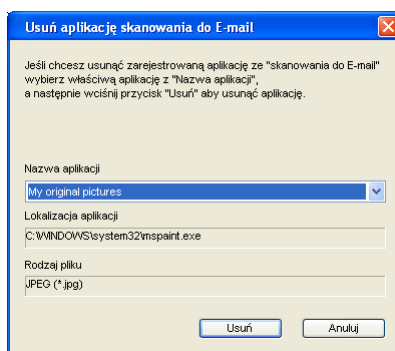 Usuń aplikację skanowania do E-mail
Jeśli chcesz usunąć zarejestrowaną aplikację ze "skanowania do E-mail"
wybierz właściwą aplikację z "Nazwa aplikacji",
a następnie wciśnij przycisk "Usuń" aby usunąć aplikację.
Nazwa aplikacji
My original pictures
Lokalizacja aplikacji
C:\WINDOWS\system32\mspaint.exe
Rodzaj pliku
JPEG (*.jpg)
Usuń Anuluj